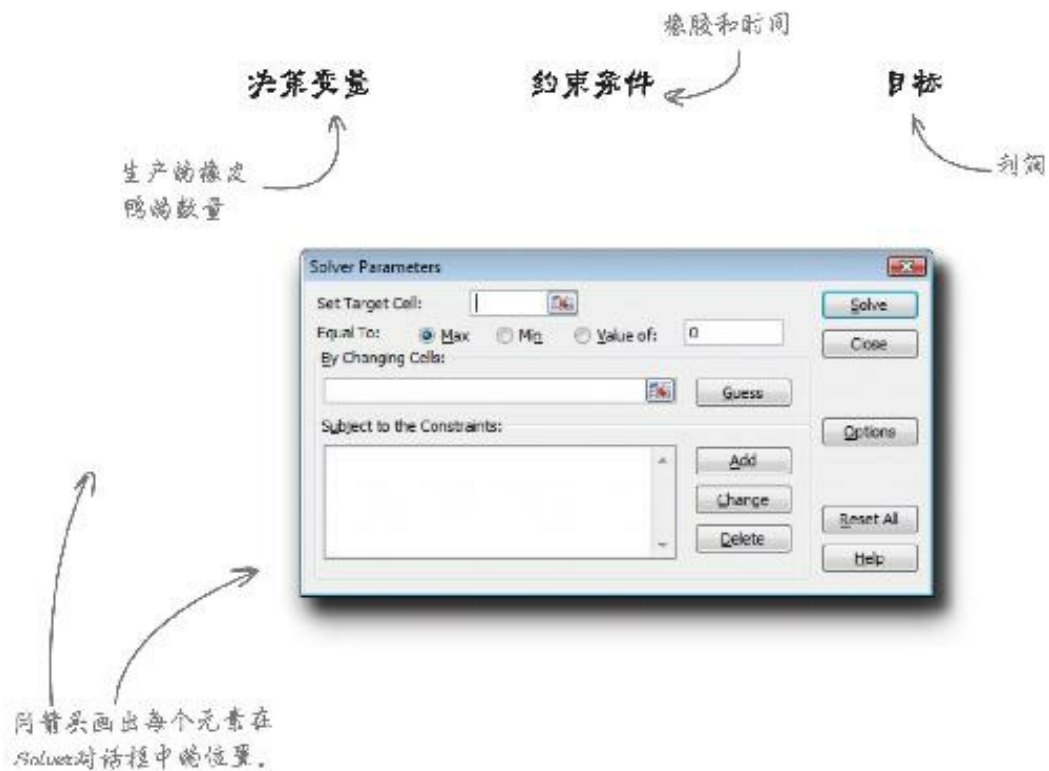 橡胶和时间
决策变量 约束条件 目标
生产的橡皮
鸭的数量
利润
Solver Parameters
Set Target Cell:
Solve
Equal To: Max Min Value of: 0
Close
By Changing Cells:
Guess
Subject to the Constraints:
Options
Add
Change
Reset All
Delete
Help
用箭头画出每个元素在
Solver对话框中的位置。